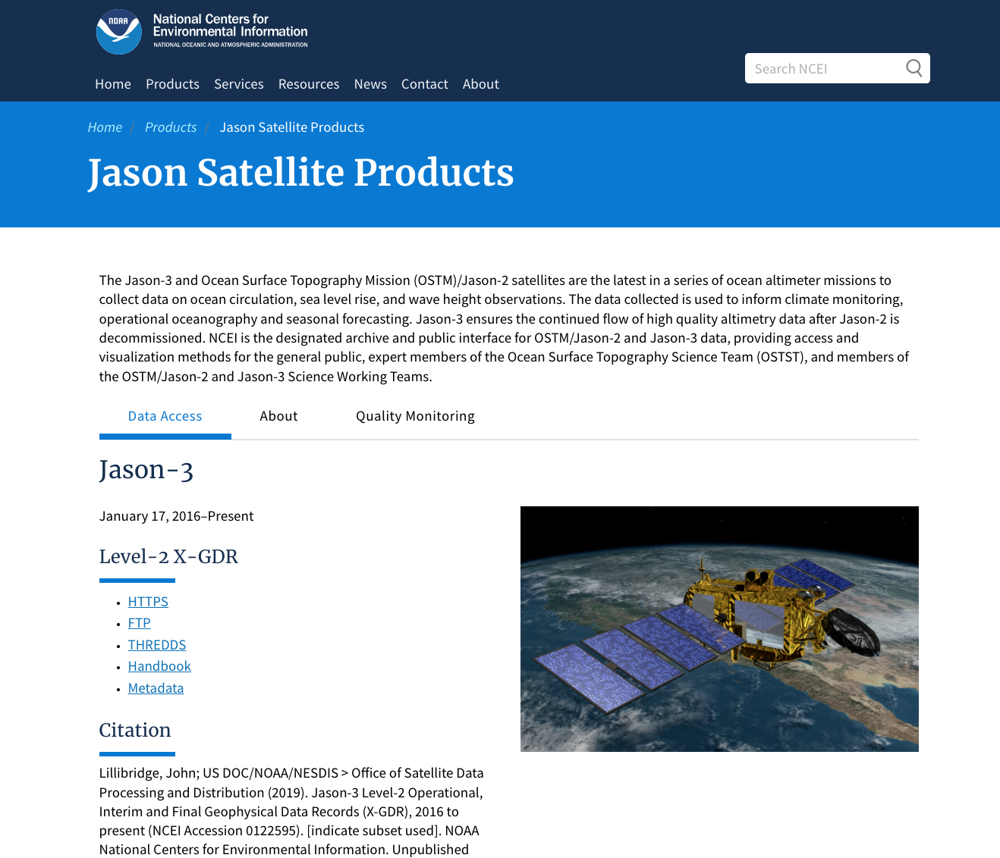 NOAA
National Centers for
Environmental Information
NATIONAL OCEANIC AND ATMOSPHERIC ADMINISTRATION
Home Products Services Resources News Contact About
Search NCEI
Home / Products / Jason Satellite Products
Jason Satellite Products
The Jason-3 and Ocean Surface Topography Mission (OSTM)/Jason-2 satellites are the latest in a series of ocean altimeter missions to
collect data on ocean circulation, sea level rise, and wave height observations. The data collected is used to inform climate monitoring,
operational oceanography and seasonal forecasting. Jason-3 ensures the continued flow of high quality altimetry data after Jason-2 is
decommissioned. NCEI is the designated archive and public interface for OSTM/Jason-2 and Jason-3 data, providing access and
visualization methods for the general public, expert members of the Ocean Surface Topography Science Team (OSTST), and members of
the OSTM/Jason-2 and Jason-3 Science Working Teams.
Data Access About Quality Monitoring
Jason-3
January 17, 2016–Present
Level-2 X-GDR
• HTTPS
• FTP
• THREDDS
• Handbook
• Metadata
Citation
Lillibridge, John; US DOC/NOAA/NESDIS > Office of Satellite Data
Processing and Distribution (2019). Jason-3 Level-2 Operational,
Interim and Final Geophysical Data Records (X-GDR), 2016 to
present (NCEI Accession 0122595). [indicate subset used]. NOAA
National Centers for Environmental Information. Unpublished